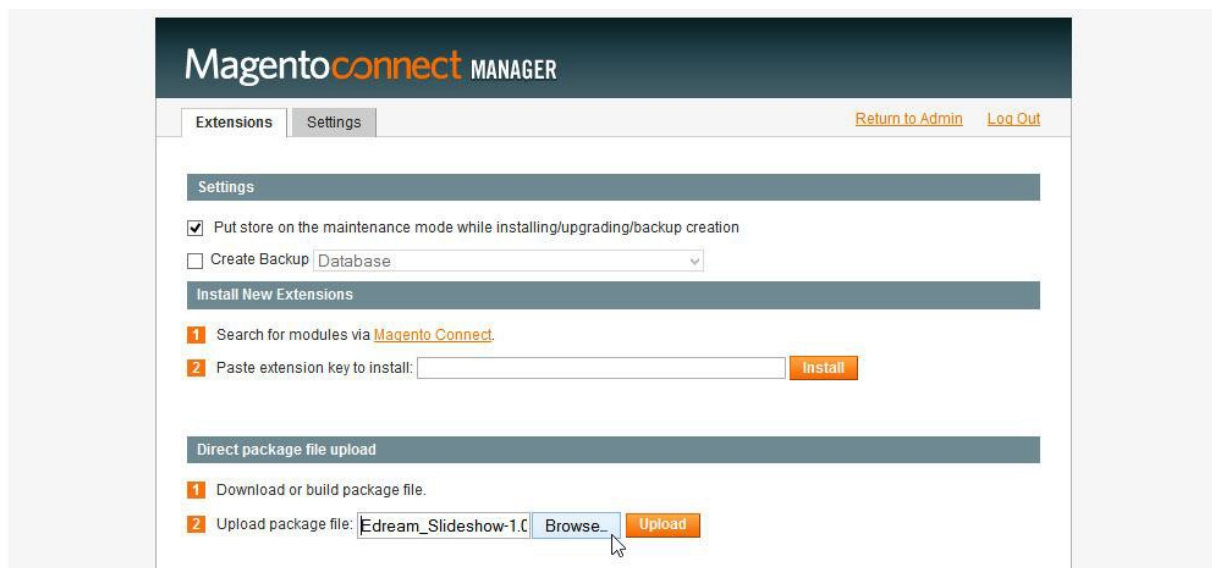 Magentoconnect MANAGER
Extensions Settings Return to Admin Log Out
Settings
Put store on the maintenance mode while installing/upgrading/backup creation
Create Backup Database
Install New Extensions
1 Search for modules via Magento Connect.
2 Paste extension key to install: Install
Direct package file upload
1 Download or build package file.
2 Upload package file: Edream_Slideshow-1.0 Browse... Upload